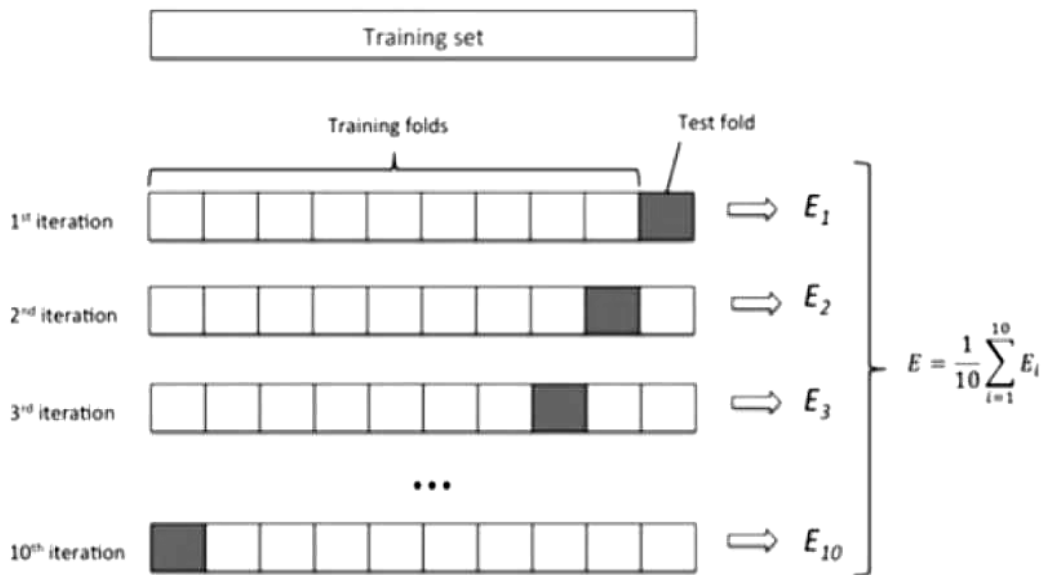 Training set
Training folds
Test fold
1st iteration
E1
2nd iteration
E2
E = 1/10 ∑_{i=1}^{10} Ei
3rd iteration
E3
...
10th iteration
E10